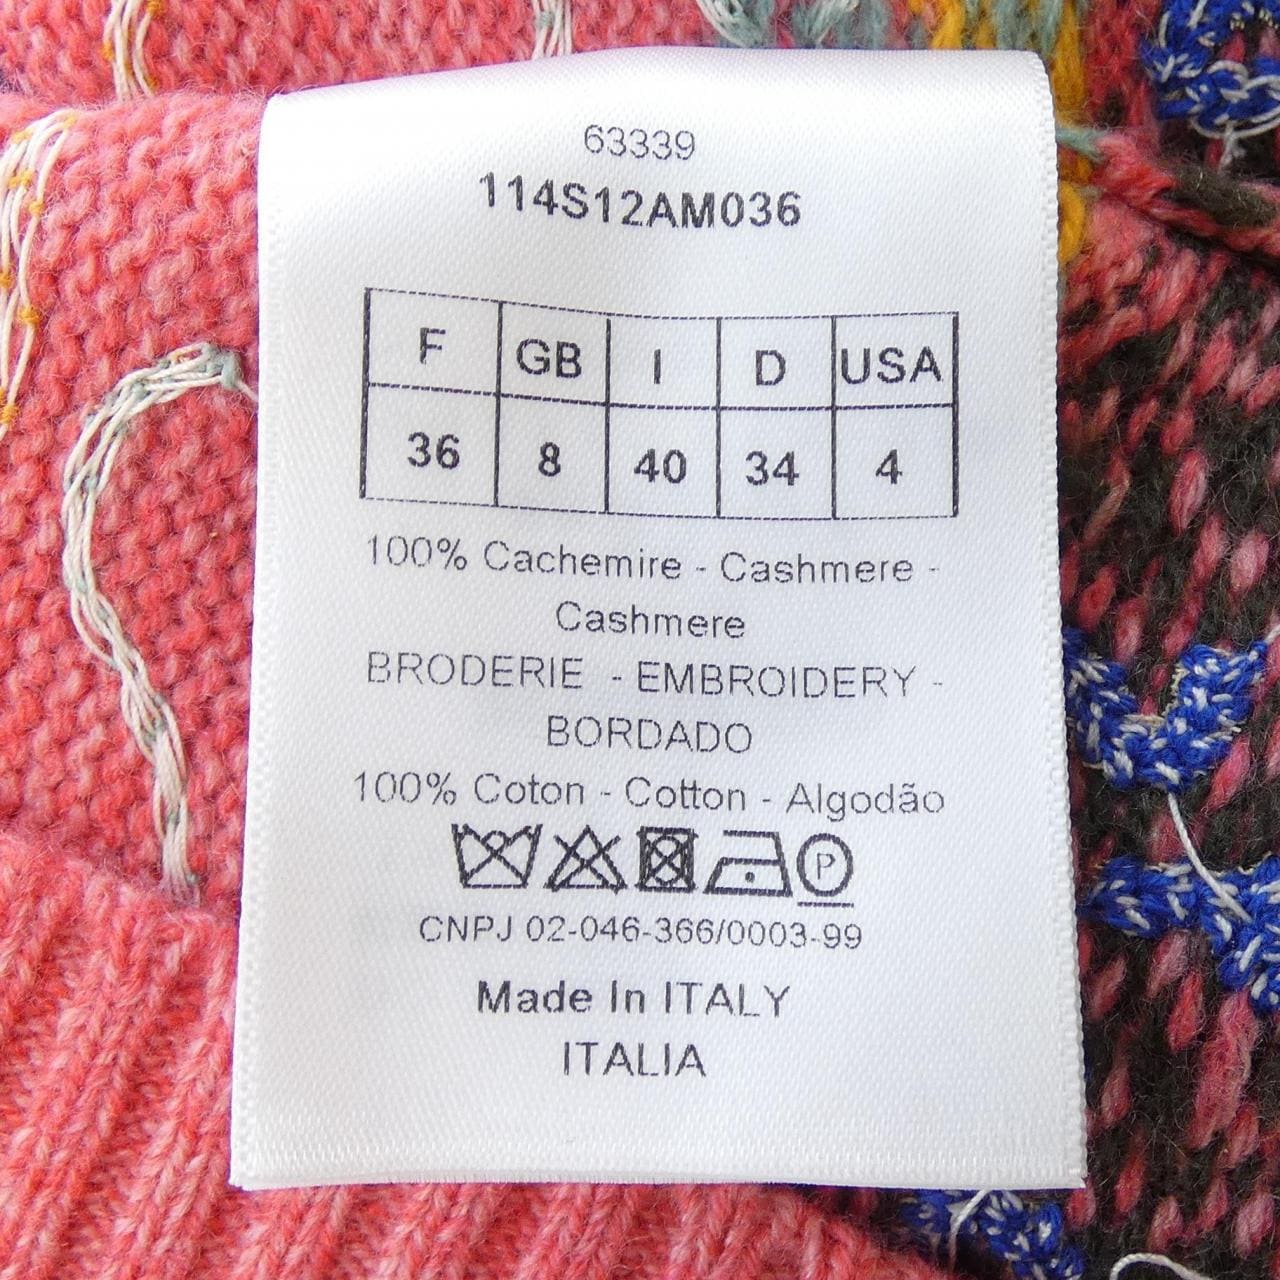 63339
114S12AM036
F GB I D USA
36 8 40 34 4
100% Cachemire - Cashmere -
Cashmere
BRODERIE - EMBROIDERY -
BORDADO
100% Coton - Cotton - Algodão
P
CNPJ 02-046-366/0003-99
Made In ITALY
ITALIA